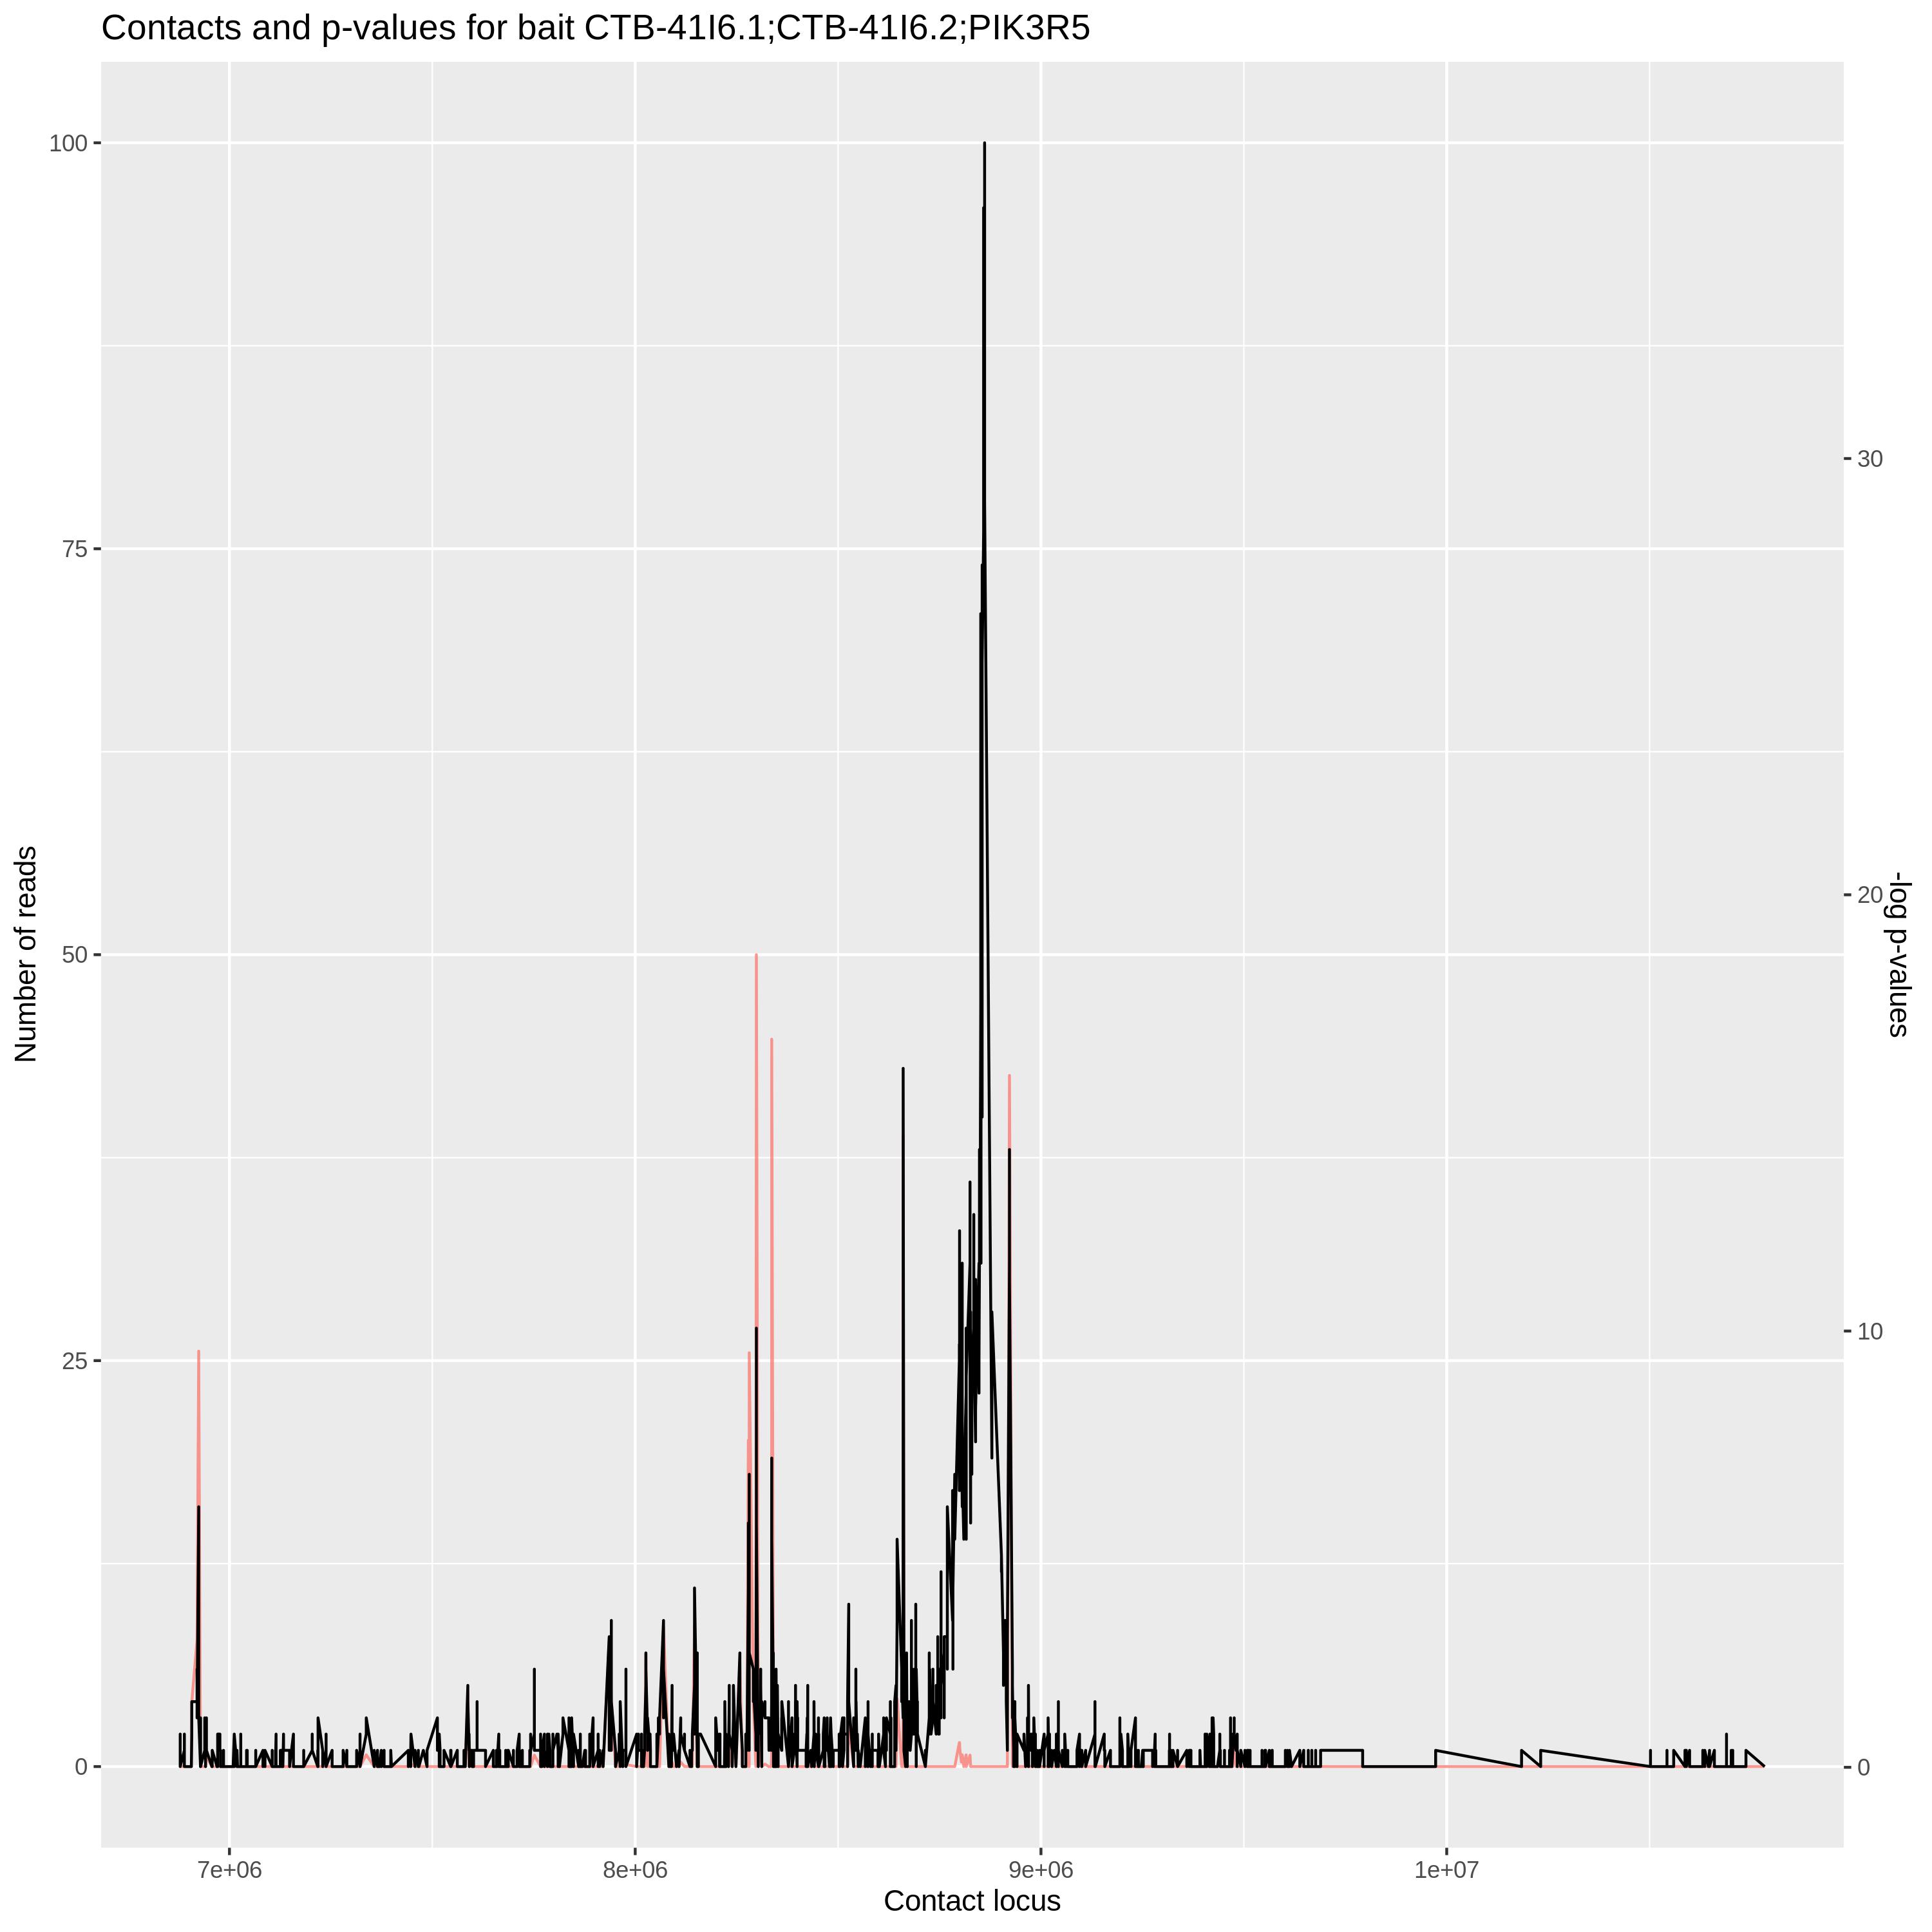 Contacts and p-values for bait CTB-41I6.1;CTB-41I6.2;PIK3R5
100
75
50
25
0
Number of reads
30
20
10
0
-log p-values
7e+06
8e+06
9e+06
1e+07
Contact locus